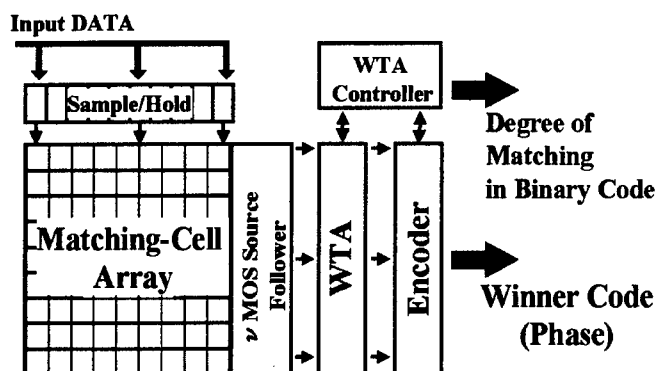 Input DATA
Sample/Hold
WTA
Controller
Degree of
Matching
in Binary Code
Matching-Cell
Array
ν MOS Source
Follower
WTA
Encoder
Winner Code
(Phase)